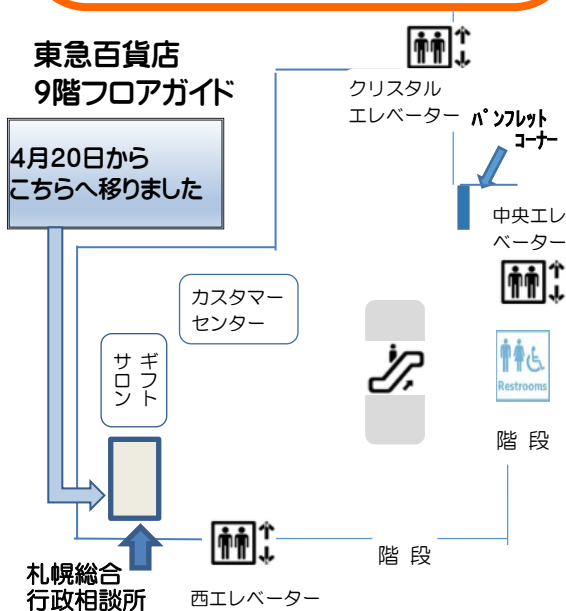 東急百貨店
9階フロアガイド
クリスタル
エレベーター
パンフレット
コーナー
4月20日から
こちらへ移りました
中央エレ
ベーター
カスタマー
センター
ギフト
サロン
Restrooms
階 段
階 段
札幌総合
行政相談所
西エレベーター